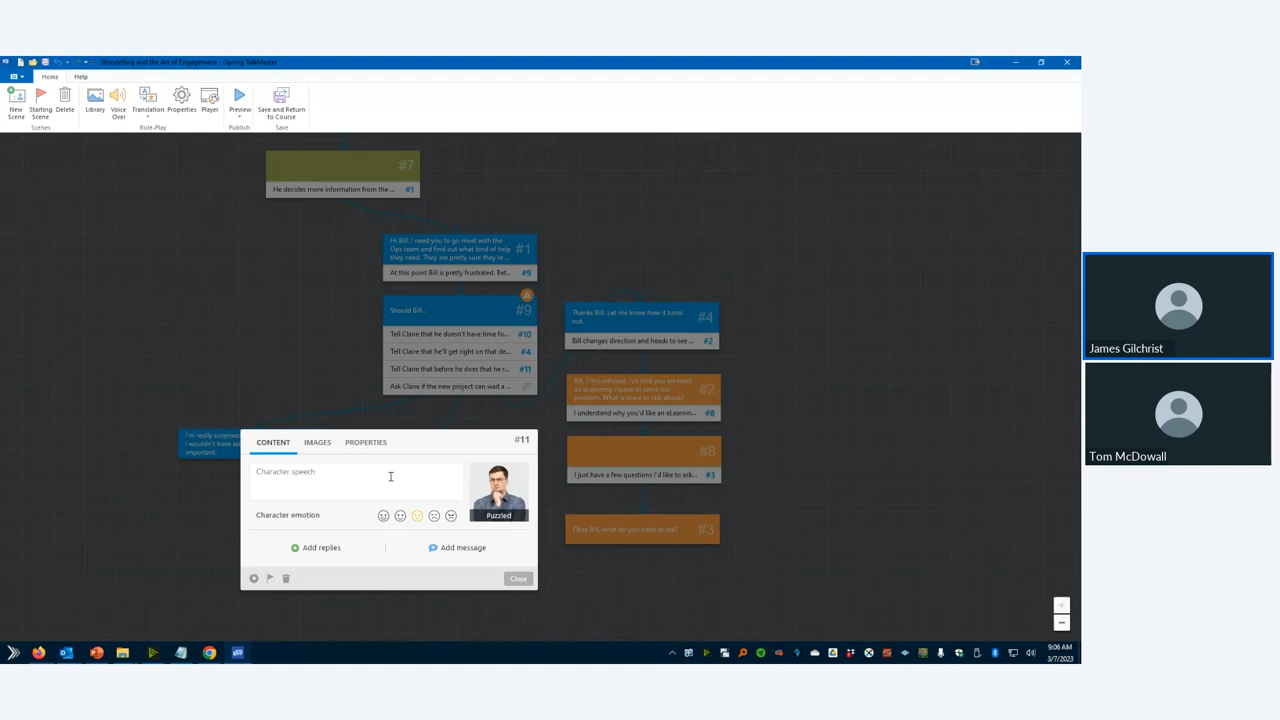 Storytelling and the Art of Engagement - iSpring TalkMaster
Home Help
New Scene
Starting Scene
Delete
Library
Voice Over
Translation
Properties
Player
Preview
Save and Return to Course
Scenes
Role-Play
Publish
Save
#7
He decides more information from the ... #1
Hi Bill. I need you to go meet with the
Ops team and find out what kind of help
they need. They are pretty sure they're ...
#1
At this point Bill is pretty frustrated. Bet... #9
Should Bill... #9
Tell Claire that he doesn't have time fo... #10
Tell Claire that he'll get right on that de... #4
Tell Claire that before he does that he r... #11
Ask Claire if the new project can wait a ...
Thanks Bill. Let me know how it turns
out.
#4
Bill changes direction and heads to see ... #2
Bill, I'm confused. I've told you we need
an eLearning course to solve our
problem. What is there to talk about?
#2
I understand why you'd like an eLearnin... #8
#8
I just have a few questions I'd like to ask... #3
Okay Bill, what do you need to ask? #3
I'm really surprise
I wouldn't have as
important.
CONTENT IMAGES PROPERTIES #11
Character speech
Puzzled
Character emotion
Add replies Add message
Close
James Gilchrist
Tom McDowall
9:06 AM
3/7/2023